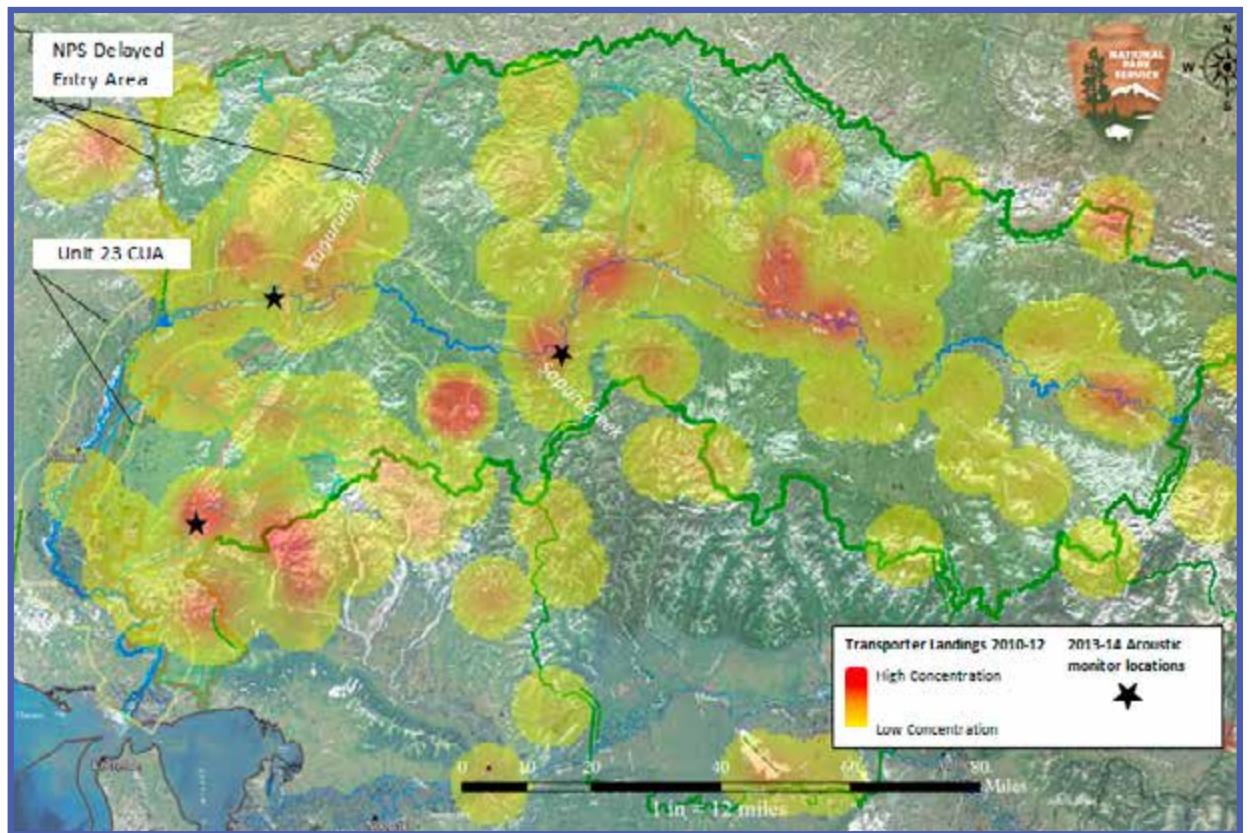 NPS Delayed
Entry Area
NATIONAL
PARK
SERVICE
N
W
E
S
Unit 23 CUA
Transporter Landings 2010-12
High Concentration
Low Concentration
2013-14 Acoustic
monitor locations
0 10 20 40 60 80
Miles
1 in = 12 miles